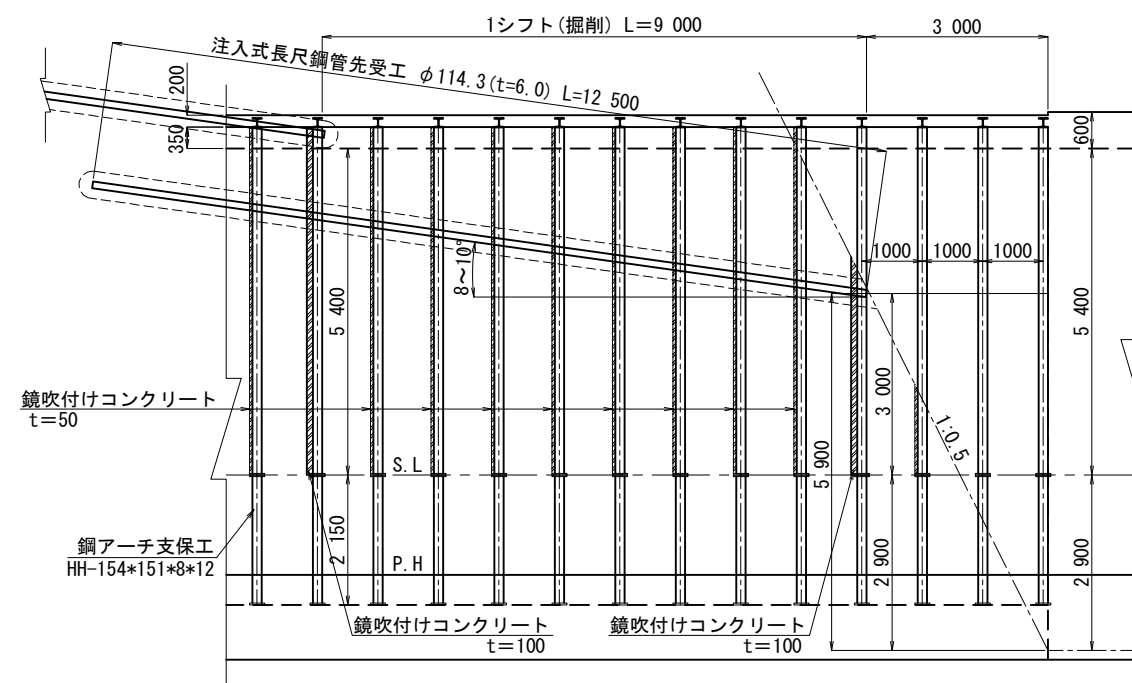 1シフト(掘削) L=9 000
3 000
注入式長尺鋼管先受工 φ114.3(t=6.0) L=12 500
200
350
600
1000
1000
1000
8~10°
5 400
5 400
3 000
鏡吹付けコンクリート
t=50
1:0.5
S.L
5 900
2 150
鋼アーチ支保工
HH-154*151*8*12
P.H
2 900
2 900
鏡吹付けコンクリート
t=100
鏡吹付けコンクリート
t=100